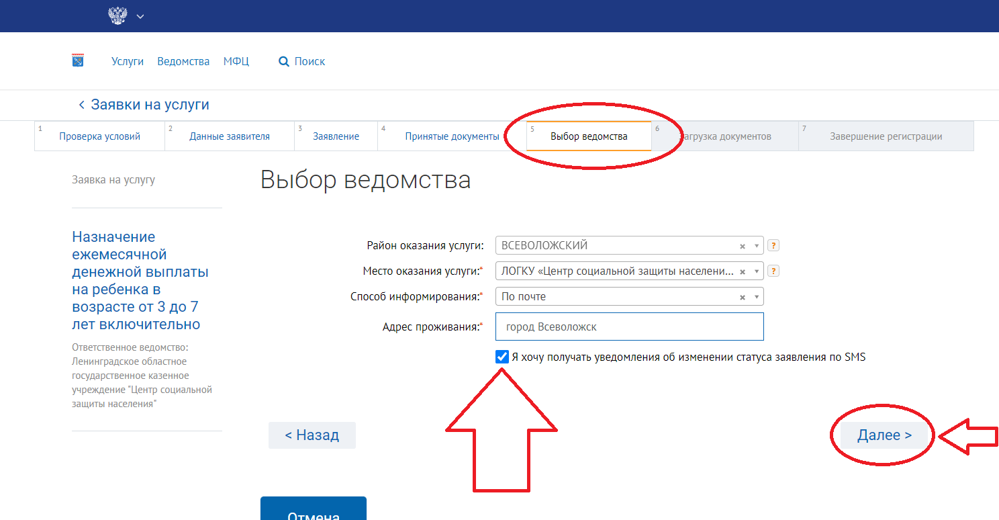 Услуги Ведомства МФЦ Поиск
< Заявки на услуги
1 Проверка условий 2 Данные заявителя 3 Заявление 4 Принятые документы 5 Выбор ведомства 6 агрузка документов 7 Завершение регистрации
Заявка на услугу
Назначение
ежемесячной
денежной выплаты
на ребенка в
возрасте от 3 до 7
лет включительно
Ответственное ведомство:
Ленинградское областное
государственное казенное
учреждение "Центр социальной
защиты населения"
Выбор ведомства
Район оказания услуги: ВСЕВОЛОЖСКИЙ × ?
Место оказания услуги:* ЛОГКУ «Центр социальной защиты населени... × ?
Способ информирования:* По почте ×
Адрес проживания:* город Всеволожск
Я хочу получать уведомления об изменении статуса заявления по SMS
< Назад Далее >
Отмена